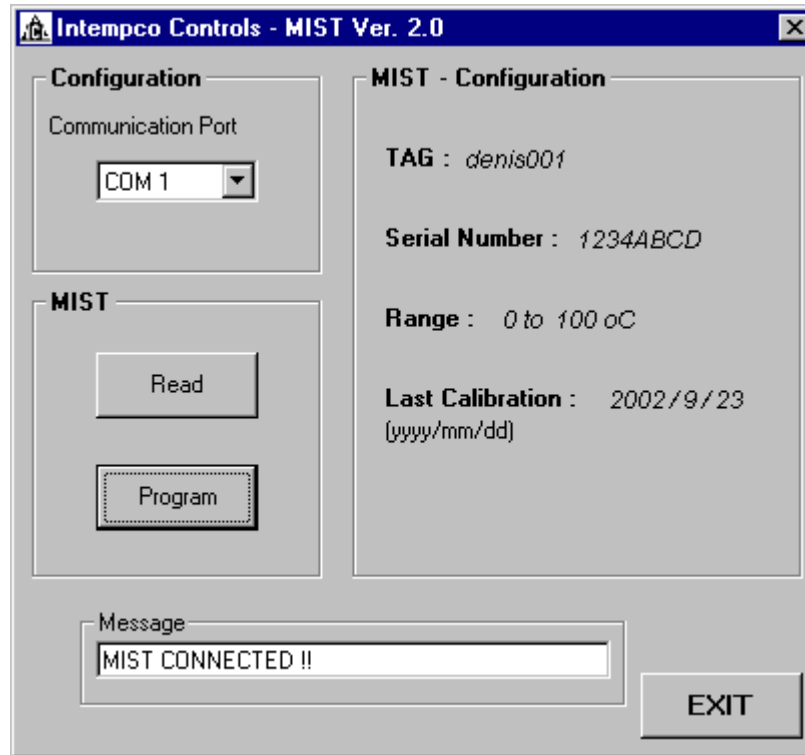 Intempco Controls - MIST Ver. 2.0
Configuration
Communication Port
COM 1
MIST
Read
Program
MIST - Configuration
TAG : denis001
Serial Number : 1234ABCD
Range : 0 to 100 oC
Last Calibration : 2002/9/23
(yyyy/mm/dd)
Message
MIST CONNECTED !!
EXIT